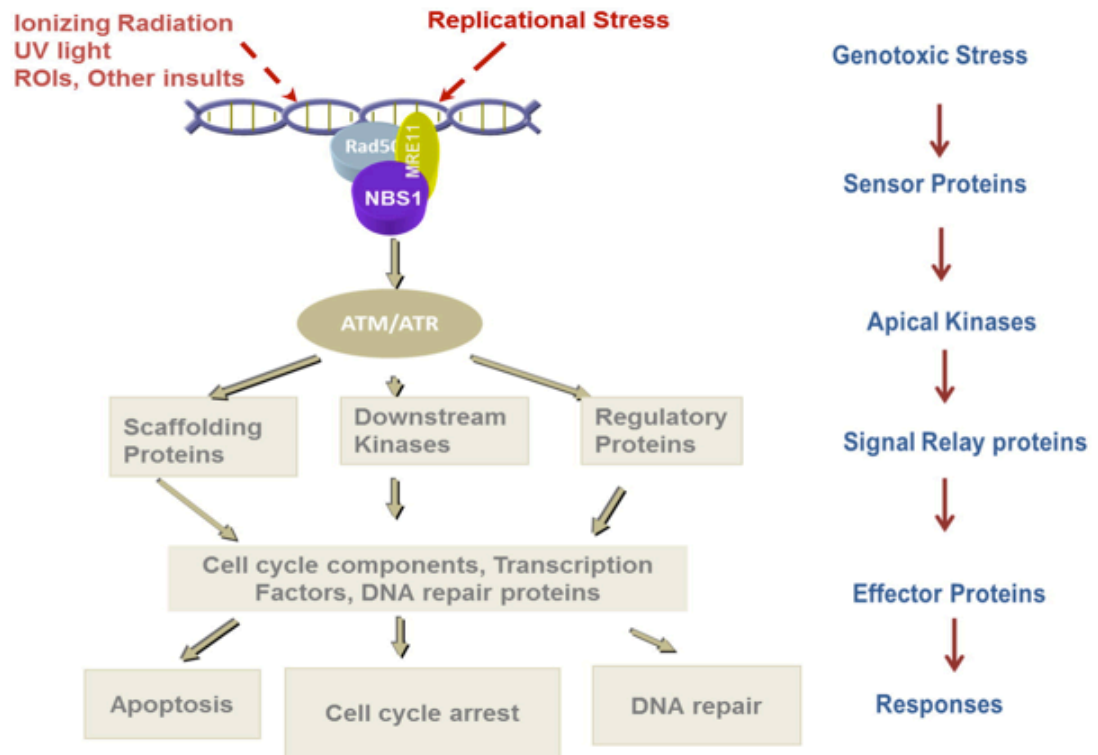 Ionizing Radiation
UV light
ROIs, Other insults
Replicational Stress
Genotoxic Stress
Rad50
MRE11
NBS1
Sensor Proteins
ATM/ATR
Apical Kinases
Scaffolding
Proteins
Downstream
Kinases
Regulatory
Proteins
Signal Relay proteins
Cell cycle components, Transcription
Factors, DNA repair proteins
Effector Proteins
Apoptosis
Cell cycle arrest
DNA repair
Responses